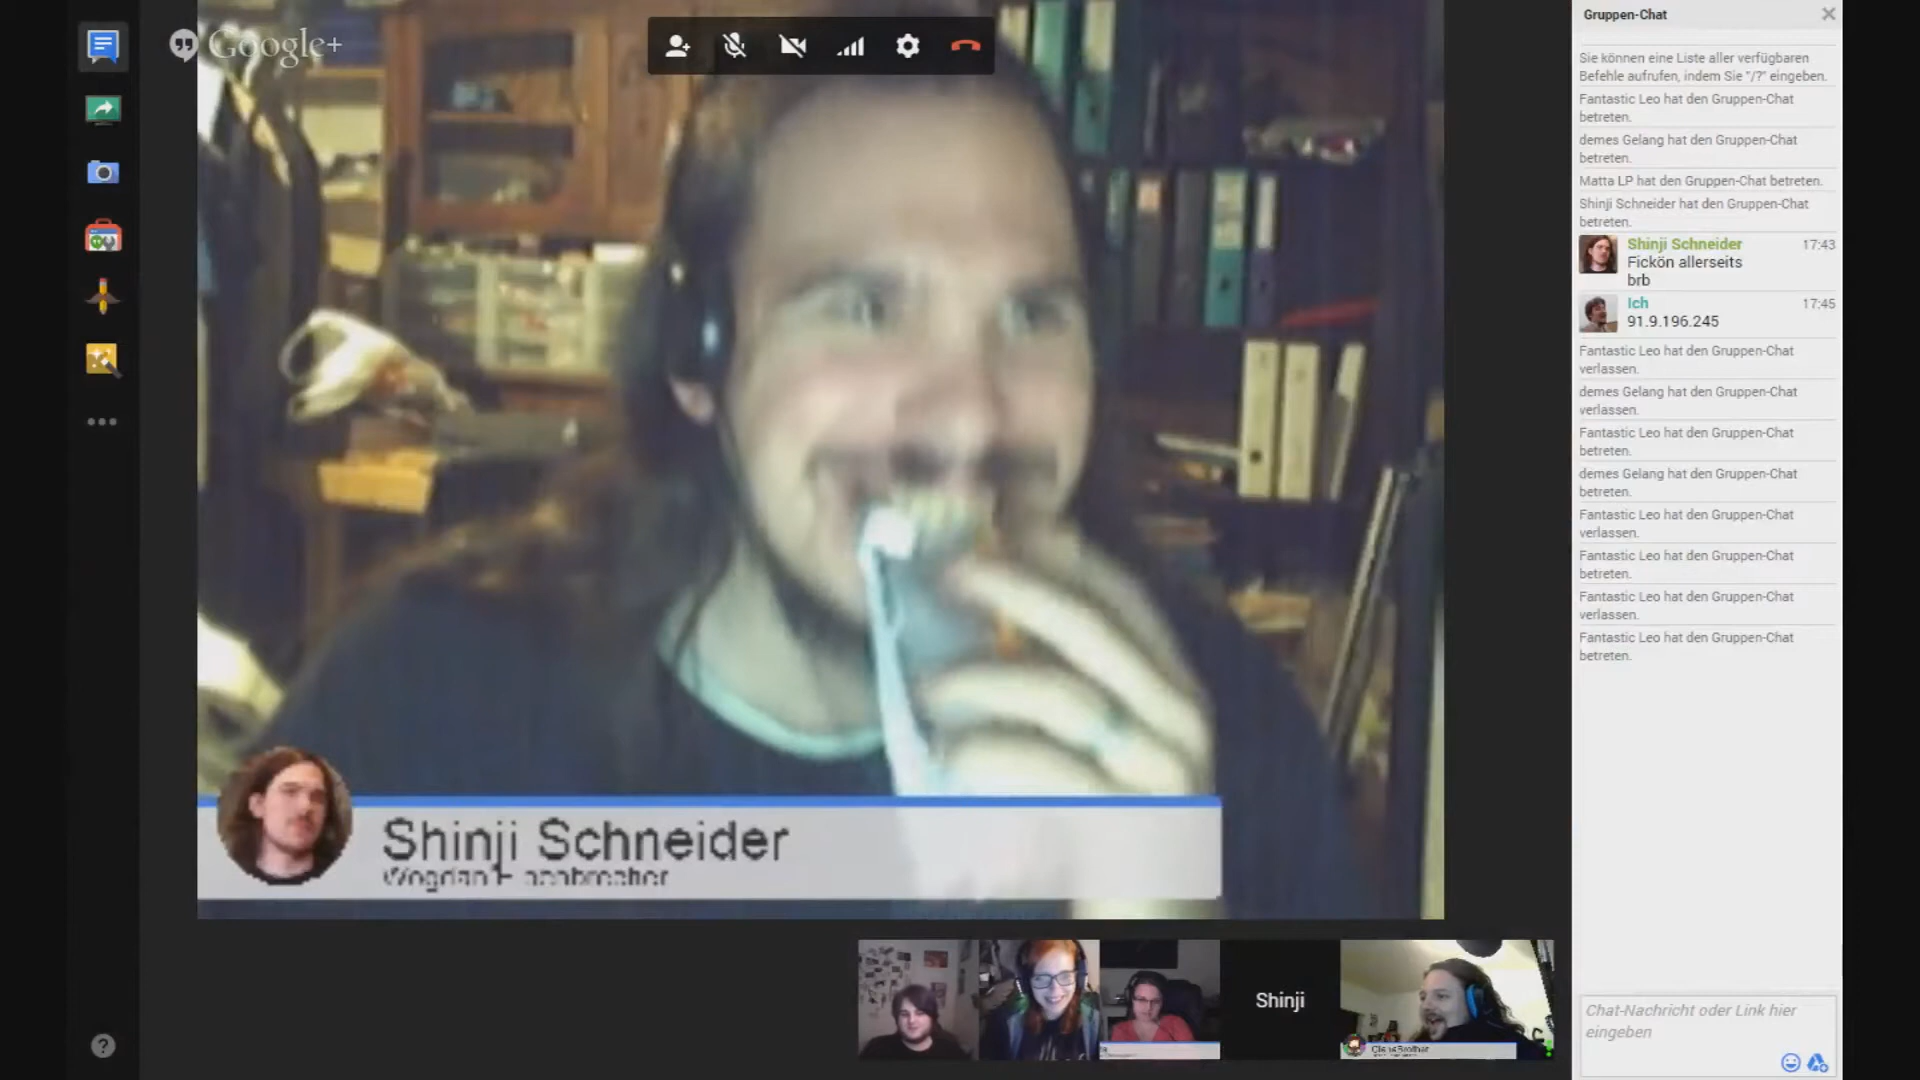 Google+
Gruppen-Chat
Sie können eine Liste aller verfügbaren
Befehle aufrufen, indem Sie "/?" eingeben.
Fantastic Leo hat den Gruppen-Chat
betreten.
demes Gelang hat den Gruppen-Chat
betreten.
Matta LP hat den Gruppen-Chat betreten.
Shinji Schneider hat den Gruppen-Chat
betreten.
Shinji Schneider 17:43
Fickön allerseits
brb
Ich 17:45
91.9.196.245
Fantastic Leo hat den Gruppen-Chat
verlassen.
demes Gelang hat den Gruppen-Chat
verlassen.
Fantastic Leo hat den Gruppen-Chat
betreten.
demes Gelang hat den Gruppen-Chat
betreten.
Fantastic Leo hat den Gruppen-Chat
verlassen.
Fantastic Leo hat den Gruppen-Chat
betreten.
Fantastic Leo hat den Gruppen-Chat
verlassen.
Fantastic Leo hat den Gruppen-Chat
betreten.
Shinji Schneider
Shinji
Chat-Nachricht oder Link hier
eingeben